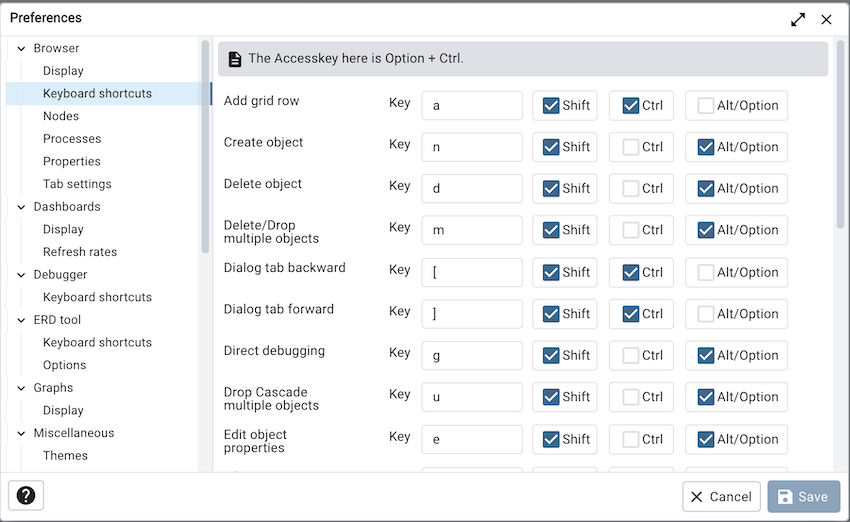 Preferences
Browser
Display
Keyboard shortcuts
Nodes
Processes
Properties
Tab settings
Dashboards
Display
Refresh rates
Debugger
Keyboard shortcuts
ERD tool
Keyboard shortcuts
Options
Graphs
Display
Miscellaneous
Themes
The Accesskey here is Option + Ctrl.
Add grid row Key a Shift Ctrl Alt/Option
Create object Key n Shift Ctrl Alt/Option
Delete object Key d Shift Ctrl Alt/Option
Delete/Drop
multiple objects Key m Shift Ctrl Alt/Option
Dialog tab backward Key [ Shift Ctrl Alt/Option
Dialog tab forward Key ] Shift Ctrl Alt/Option
Direct debugging Key g Shift Ctrl Alt/Option
Drop Cascade
multiple objects Key u Shift Ctrl Alt/Option
Edit object
properties Key e Shift Ctrl Alt/Option
? Cancel Save